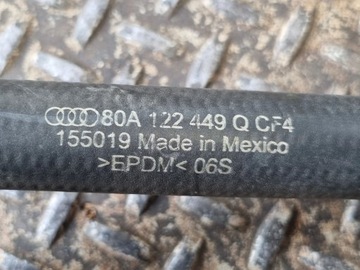 80A 122 449 Q CF4
155019 Made in Mexico
>EPDM< 06S